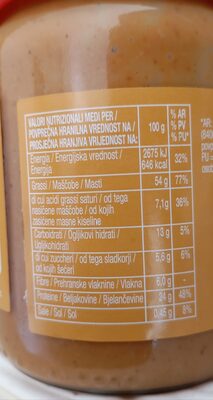 VALORI NUTRIZIONALI MEDI PER /
POVPREČNA HRANILNA VREDNOST NA /
PROSJEČNA HRANJIVA VRIJEDNOST NA:
100 g
% AR
% PV
% PU*
Energia / Energijska vrednost /
Energija
2675 kJ
646 kcal
32%
Grassi / Maščobe / Masti
54 g
77%
di cui acidi grassi saturi / od tega
nasičene maščobe / od kojih
zasićene masne kiseline
7,1g
36%
Carboidrati / Ogljikovi hidrati /
Ugljikohidrati
13 g
5%
di cui zuccheri / od tega sladkorji /
od kojih šećeri
5,6 g
6%
Fibre / Prehranske vlaknine / Vlakna
6,0 g
-
Proteine / Beljakovine / Bjelančevine
24 g
48%
Sale / Sol / Sol
0,45 g
8%
*AR:
(840
PU =